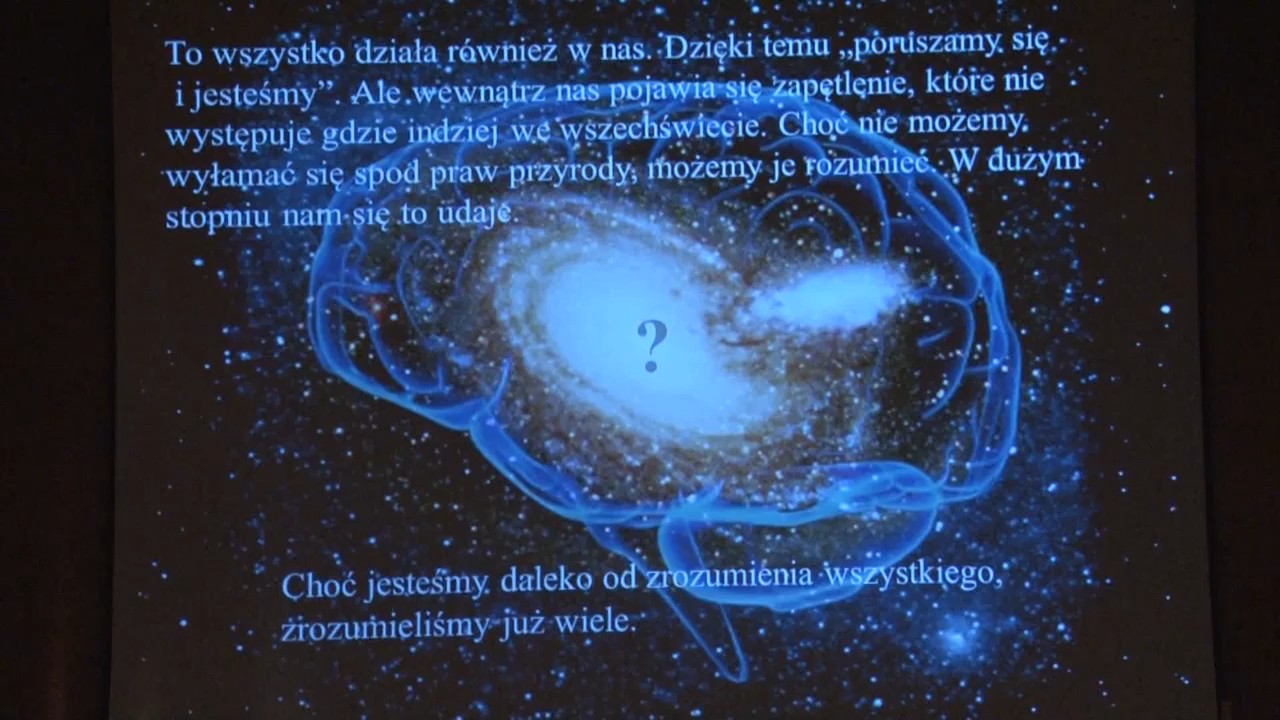 To wszystko działa również w nas. Dzięki temu „poruszamy się
i jesteśmy”. Ale wewnątrz nas pojawia się zapętlenie, które nie
występuje gdzie indziej we wszechświecie. Choć nie możemy
wyłamać się spod praw przyrody, możemy je rozumieć. W dużym
stopniu nam się to udaje.
?
Choć jesteśmy daleko od zrozumienia wszystkiego,
zrozumieliśmy już wiele.